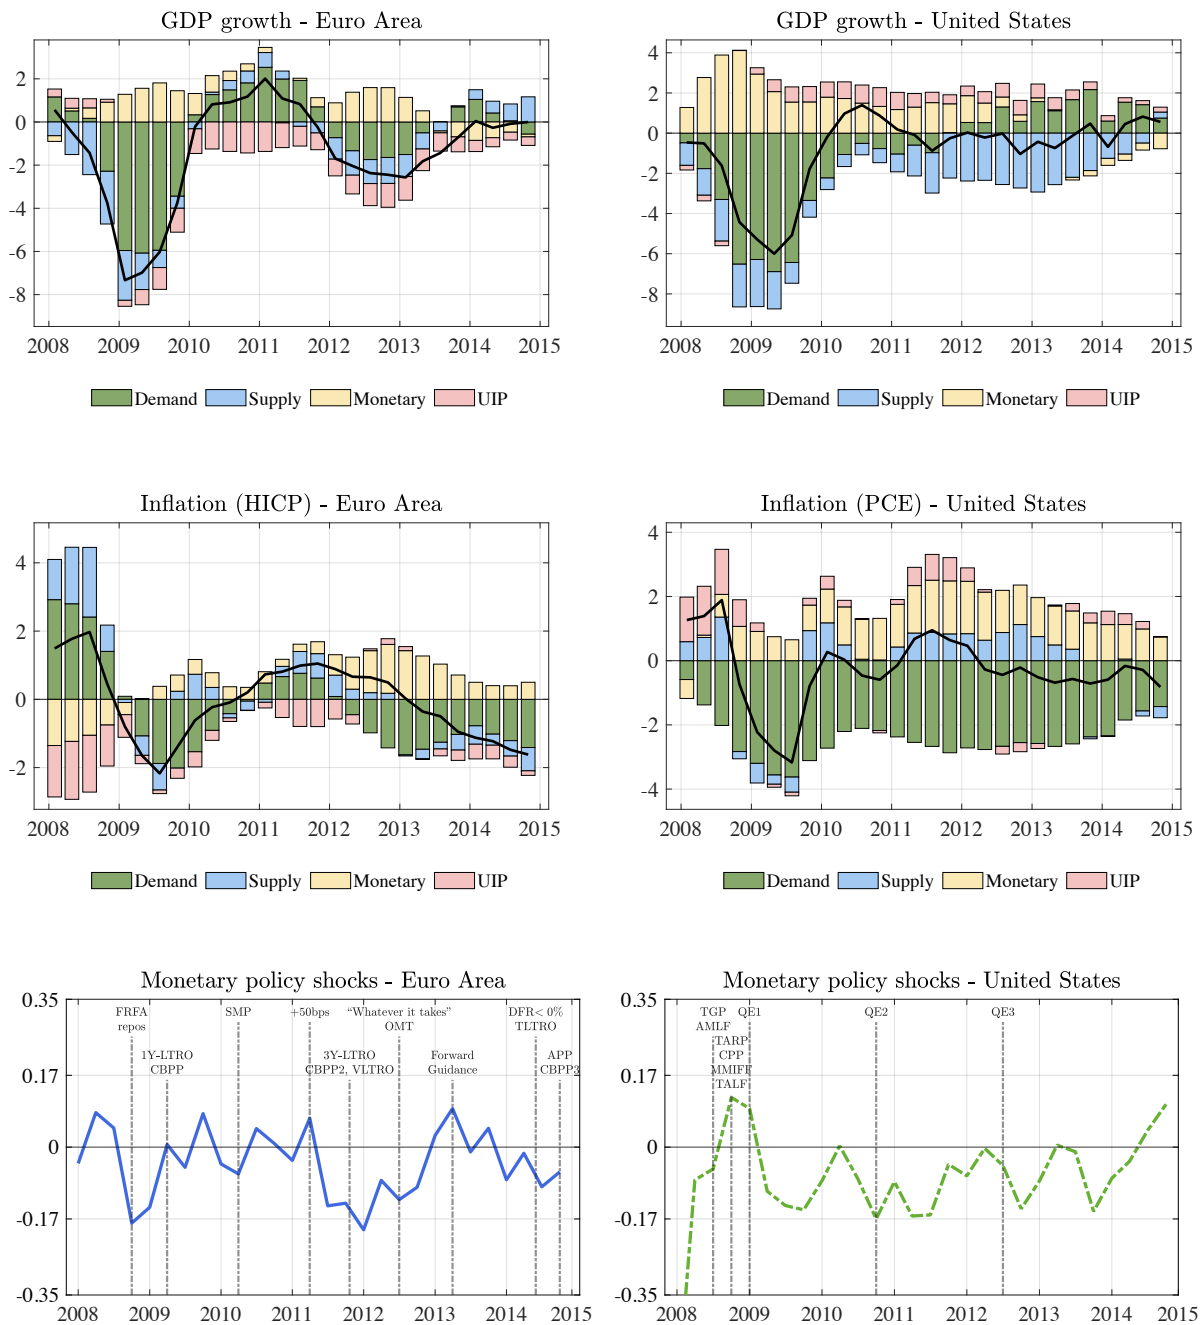 GDP growth - Euro Area
2
0
-2
-4
-6
-8
2008 2009 2010 2011 2012 2013 2014 2015
Demand Supply Monetary UIP
GDP growth - United States
4
2
0
-2
-4
-6
-8
2008 2009 2010 2011 2012 2013 2014 2015
Demand Supply Monetary UIP
Inflation (HICP) - Euro Area
4
2
0
-2
2008 2009 2010 2011 2012 2013 2014 2015
Demand Supply Monetary UIP
Inflation (PCE) - United States
4
2
0
-2
-4
2008 2009 2010 2011 2012 2013 2014 2015
Demand Supply Monetary UIP
Monetary policy shocks - Euro Area
0.35
0.17
0
-0.17
-0.35
FRFA
repos
1Y-LTRO
CBPP
SMP
+50bps
3Y-LTRO
CBPP2, VLTRO
"Whatever it takes"
OMT
Forward
Guidance
DFR< 0%
TLTRO
APP
CBPP3
2008 2009 2010 2011 2012 2013 2014 2015
Monetary policy shocks - United States
0.35
0.17
0
-0.17
-0.35
TGP
AMLF
TARP
CPP
MMIFF
TALF
QE1
QE2
QE3
2008 2009 2010 2011 2012 2013 2014 2015